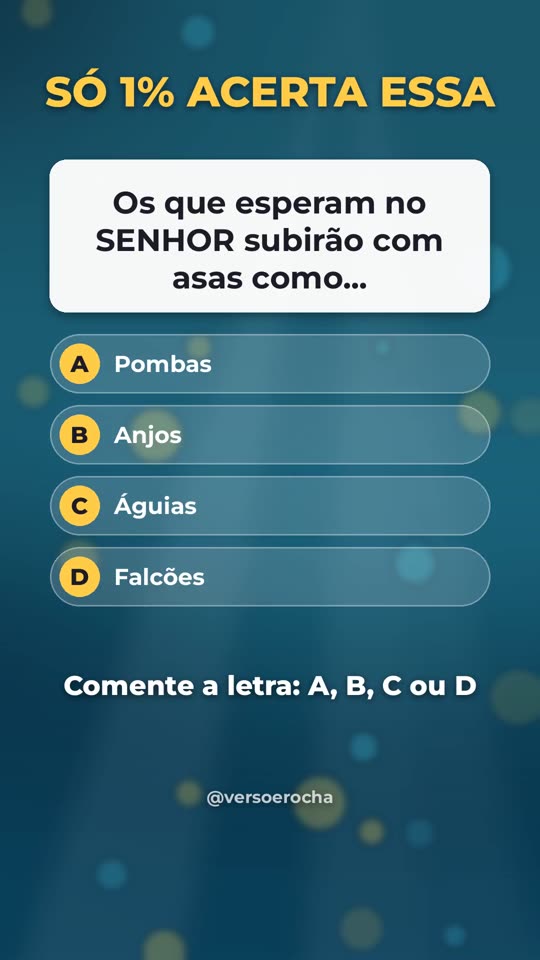 SÓ 1% ACERTA ESSA
Os que esperam no
SENHOR subirão com
asas como...
A Pombas
B Anjos
C Águias
D Falcões
Comente a letra: A, B, C ou D
@versoerocha